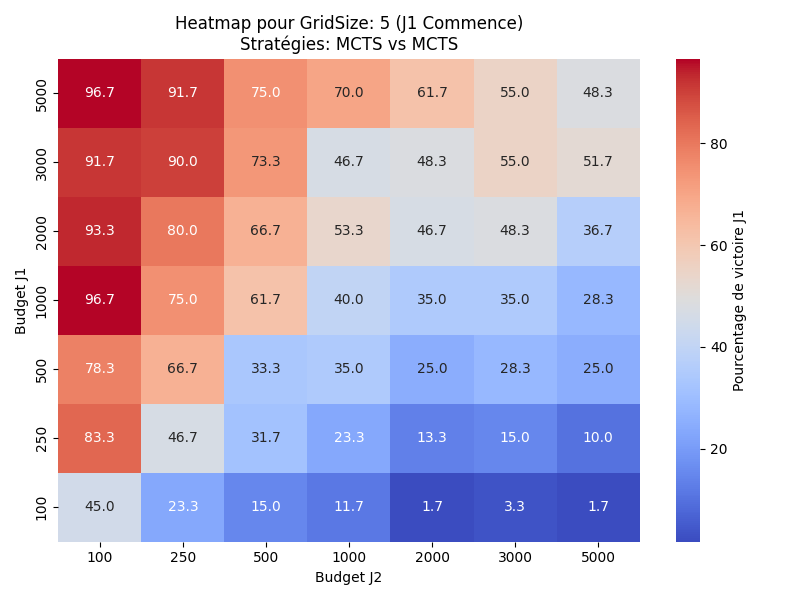 Heatmap pour GridSize: 5 (J1 Commence)
Stratégies: MCTS vs MCTS
Budget J1
5000 96.7 91.7 75.0 70.0 61.7 55.0 48.3
3000 91.7 90.0 73.3 46.7 48.3 55.0 51.7
2000 93.3 80.0 66.7 53.3 46.7 48.3 36.7
1000 96.7 75.0 61.7 40.0 35.0 35.0 28.3
500 78.3 66.7 33.3 35.0 25.0 28.3 25.0
250 83.3 46.7 31.7 23.3 13.3 15.0 10.0
100 45.0 23.3 15.0 11.7 1.7 3.3 1.7
100 250 500 1000 2000 3000 5000
Budget J2
80
60
40
20
Pourcentage de victoire J1